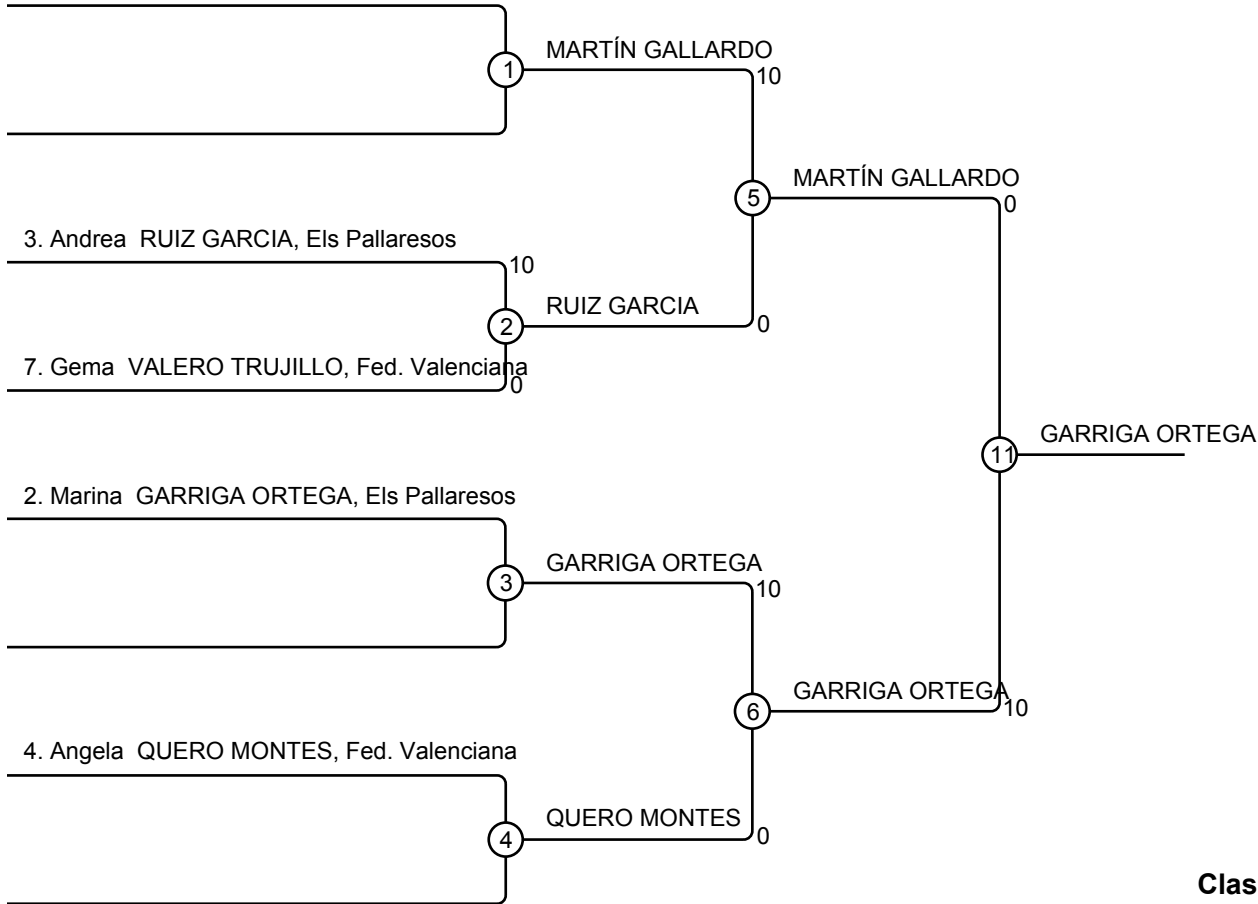 MARTÍN GALLARDO
1
10
MARTÍN GALLARDO
5
0
3. Andrea RUIZ GARCIA, Els Pallaresos
10
RUIZ GARCIA
2
0
7. Gema VALERO TRUJILLO, Fed. Valenciana
0
GARRIGA ORTEGA
11
2. Marina GARRIGA ORTEGA, Els Pallaresos
GARRIGA ORTEGA
3
10
GARRIGA ORTEGA
6
10
4. Angela QUERO MONTES, Fed. Valenciana
QUERO MONTES
4
0
Clas